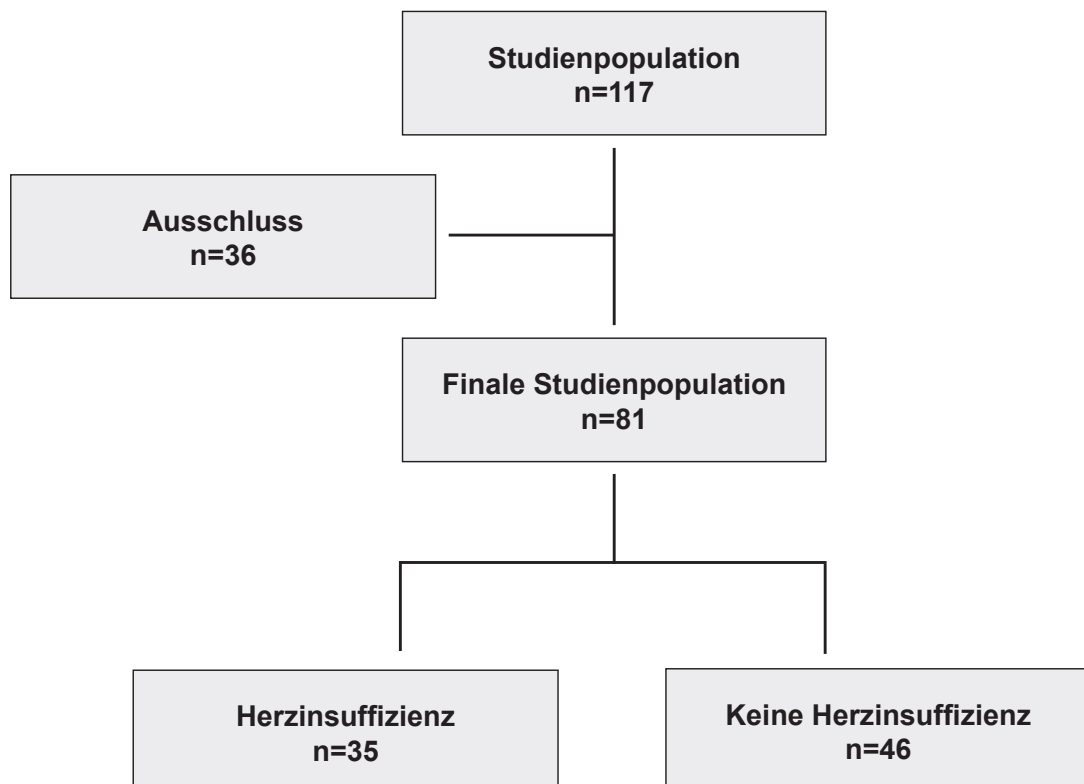 Studienpopulation
n=117
Ausschluss
n=36
Finale Studienpopulation
n=81
Herzinsuffizienz
n=35
Keine Herzinsuffizienz
n=46